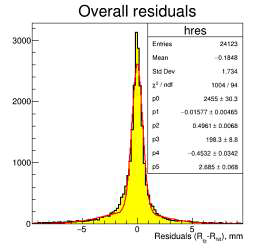 Overall residuals
hres
Entries 24123
Mean -0.1848
Std Dev 1.734
χ² / ndf 1004 / 94
p0 2455 ± 30.3
p1 -0.01577 ± 0.00465
p2 0.4961 ± 0.0068
p3 198.3 ± 8.8
p4 -0.4532 ± 0.0342
p5 2.685 ± 0.068
3000
2000
1000
0
-5 0 5
Residuals (R -R), mm